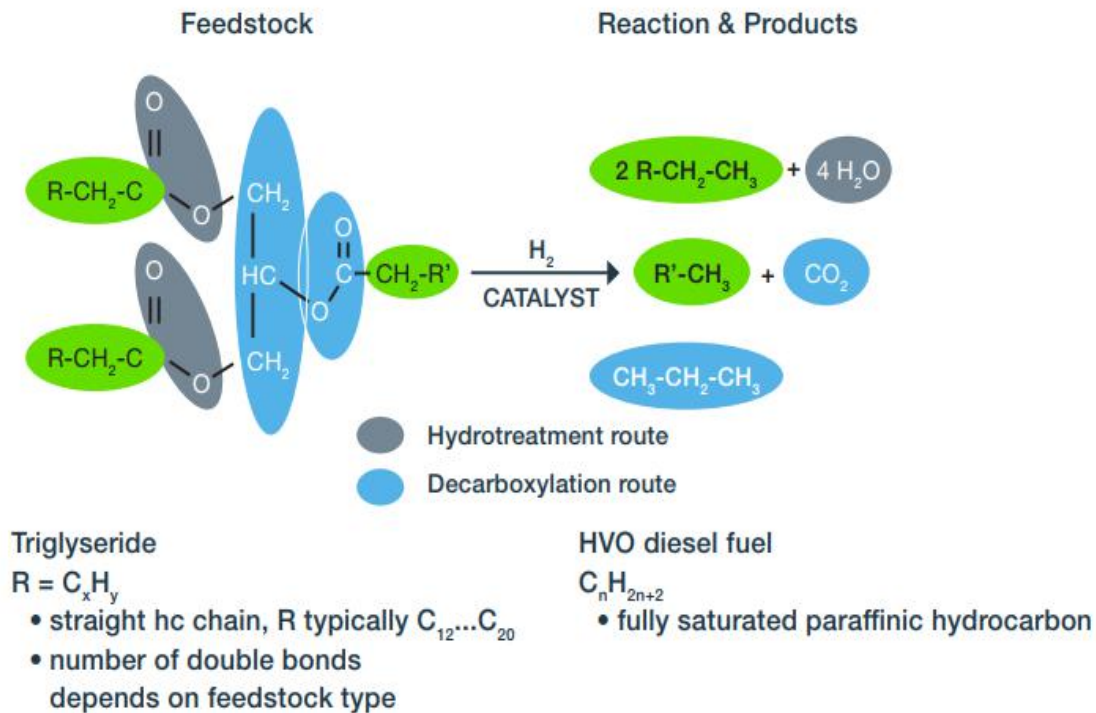 Feedstock
Reaction & Products
O
||
R-CH₂-C
O
CH₂
O
||
R-CH₂-C
O
CH₂
HC
O
||
C
O
CH₂-R'
H₂
CATALYST
2 R-CH₂-CH₃ + 4 H₂O
R'-CH₃ + CO₂
CH₃-CH₂-CH₃
Hydrotreatment route
Decarboxylation route
Triglyseride
R = CₓHᵧ
• straight hc chain, R typically C₁₂...C₂₀
• number of double bonds
depends on feedstock type
HVO diesel fuel
CₙH₂ₙ₊₂
• fully saturated paraffinic hydrocarbon